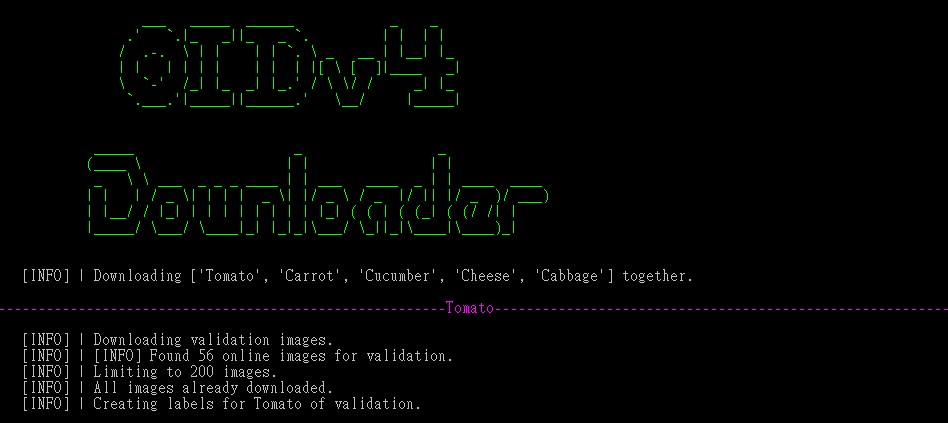 OIDv4
Downloader
[INFO] | Downloading ['Tomato', 'Carrot', 'Cucumber', 'Cheese', 'Cabbage'] together.
Tomato
[INFO] | Downloading validation images.
[INFO] | [INFO] Found 56 online images for validation.
[INFO] | Limiting to 200 images.
[INFO] | All images already downloaded.
[INFO] | Creating labels for Tomato of validation.